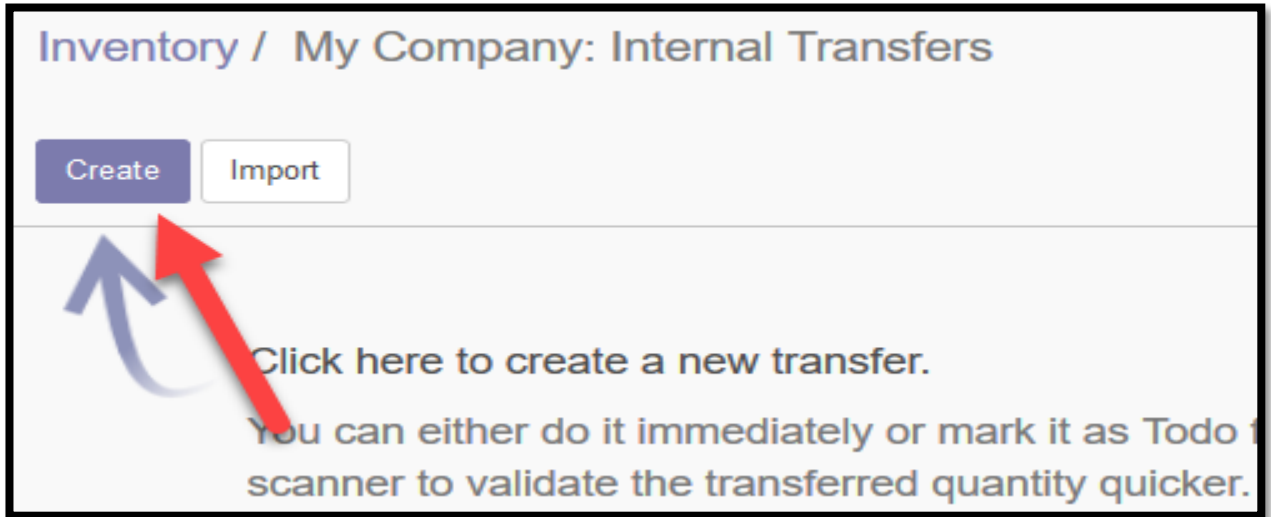 Inventory / My Company: Internal Transfers
Create
Import
Click here to create a new transfer.
You can either do it immediately or mark it as Todo
scanner to validate the transferred quantity quicker.